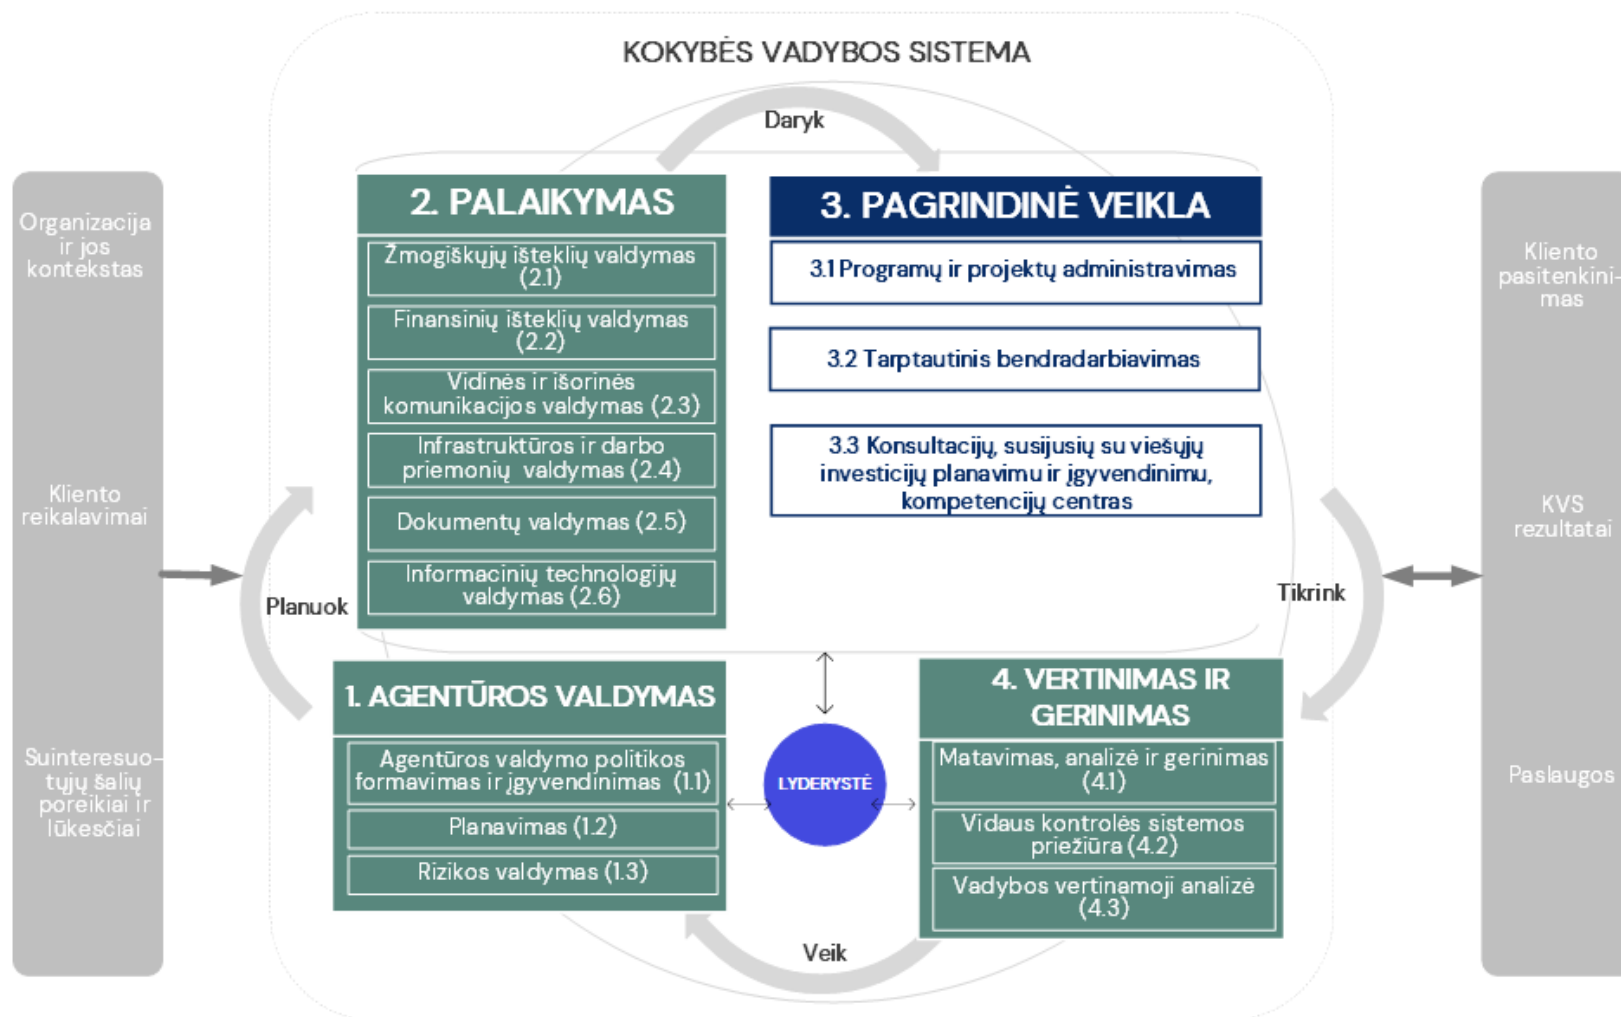 KOKYBĖS VADYBOS SISTEMA
Daryk
Organizacija
ir jos
kontekstas
Kliento
reikalavimai
Suinteresuo-
tųjų šalių
poreikiai ir
lūkesčiai
Planuok
2. PALAIKYMAS
Žmogiškųjų išteklių valdymas
(2.1)
Finansinių išteklių valdymas
(2.2)
Vidinės ir išorinės
komunikacijos valdymas (2.3)
Infrastruktūros ir darbo
priemonių valdymas (2.4)
Dokumentų valdymas (2.5)
Informacinių technologijų
valdymas (2.6)
3. PAGRINDINĖ VEIKLA
3.1 Programų ir projektų administravimas
3.2 Tarptautinis bendradarbiavimas
3.3 Konsultacijų, susijusių su viešųjų
investicijų planavimu ir įgyvendinimu,
kompetencijų centras
Tikrink
Kliento
pasitenkini-
mas
KVS
rezultatai
Paslaugos
1. AGENTŪROS VALDYMAS
Agentūros valdymo politikos
formavimas ir įgyvendinimas (1.1)
Planavimas (1.2)
Rizikos valdymas (1.3)
LYDERYSTĖ
4. VERTINIMAS IR
GERINIMAS
Matavimas, analizė ir gerinimas
(4.1)
Vidaus kontrolės sistemos
priežiūra (4.2)
Vadybos vertinamoji analizė
(4.3)
Veik